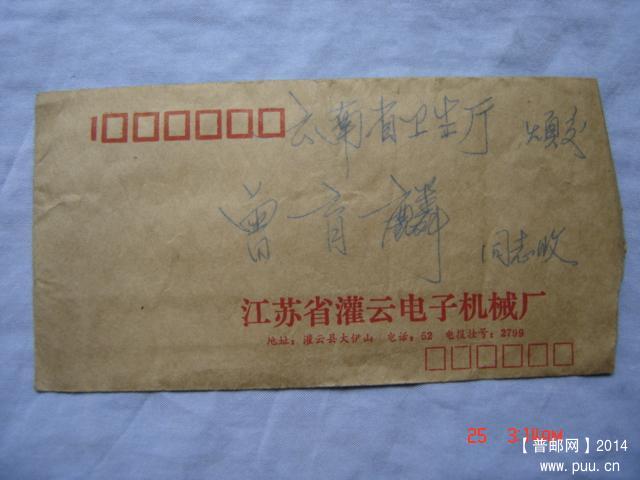 云南省卫生厅 烦交
曾育麟
同志收
江苏省灌云电子机械厂
地址：灌云县大伊山 电话：52 电报挂号：2799
25 3:14PM
【普邮网】2014
www.puu.cn